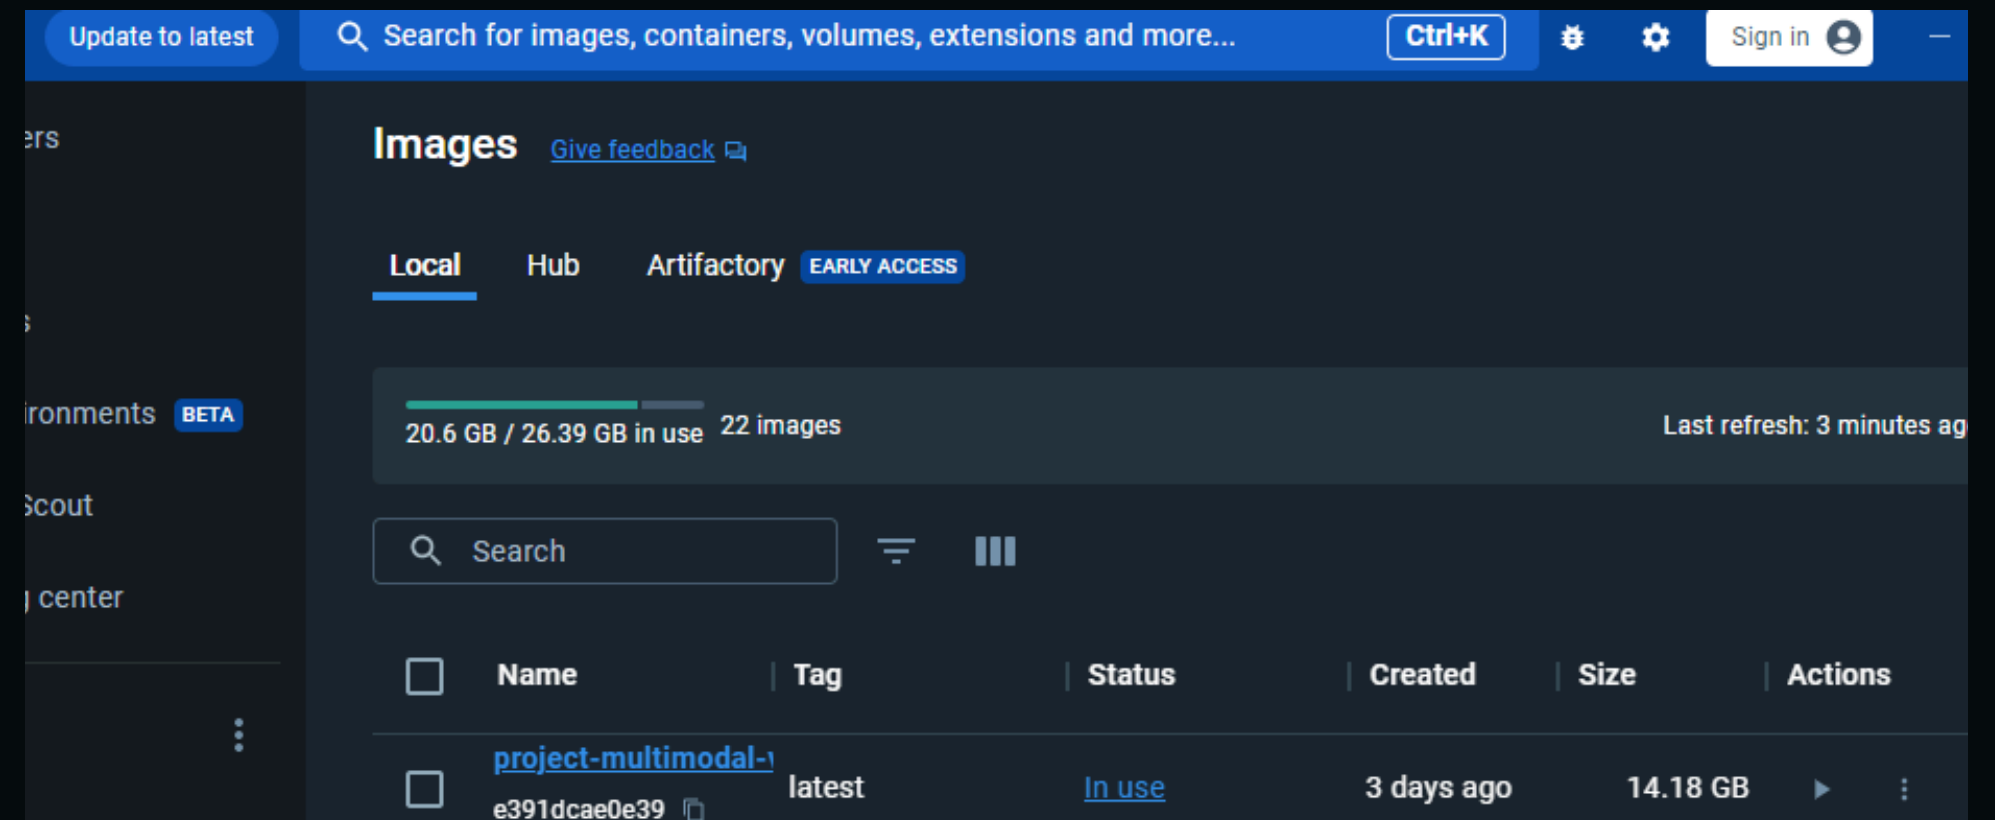 Update to latest
Search for images, containers, volumes, extensions and more...
Ctrl+K
Sign in
ers
s
ironments BETA
Scout
center
Images Give feedback
Local Hub Artifactory EARLY ACCESS
20.6 GB / 26.39 GB in use 22 images
Last refresh: 3 minutes ag
Search
Name Tag Status Created Size Actions
project-multimodal-
latest In use 3 days ago 14.18 GB
e391dcae0e39